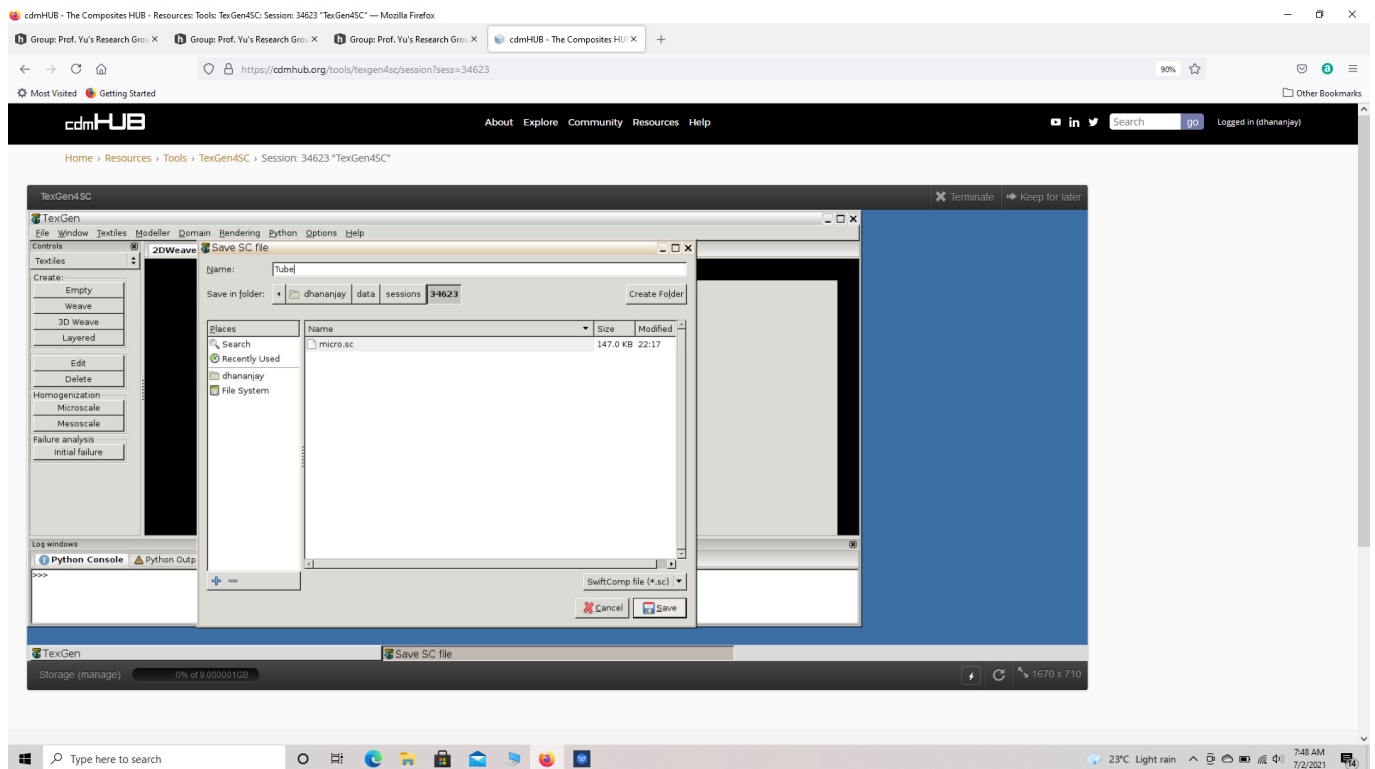 cdmHUB - The Composites HUB - Resources: Tools: TexGen4SC: Session: 34623 "TexGen4SC" — Mozilla Firefox
Group: Prof. Yu's Research Grou Group: Prof. Yu's Research Grou Group: Prof. Yu's Research Grou cdmHUB - The Composites HUB
https://cdmhub.org/tools/texgen4sc/session?sess=34623 90%
Most Visited Getting Started Other Bookmarks
cdmHUB About Explore Community Resources Help in Search go Logged in (dhananjay)
Home › Resources › Tools › TexGen4SC › Session: 34623 "TexGen4SC"
TexGen4SC Terminate Keep for later
TexGen
File Window Textiles Modeller Domain Rendering Python Options Help
Controls 2DWeave Save SC file
Textiles
Name: Tube
Create:
Empty
Save in folder: dhananjay data sessions 34623 Create Folder
Weave
3D Weave
Places Name Size Modified
Layered
Search micro.sc 147.0 KB 22:17
Recently Used
Edit
Delete dhananjay
File System
Homogenization
Microscale
Mesoscale
Failure analysis
Initial failure
Log windows
Python Console Python Outp
>>>
SwiftComp file (*.sc)
Cancel Save
TexGen Save SC file
Storage (manage) 0% of 9.000001GB 1670 x 710
Type here to search 23°C Light rain 7:48 AM
7/2/2021
14